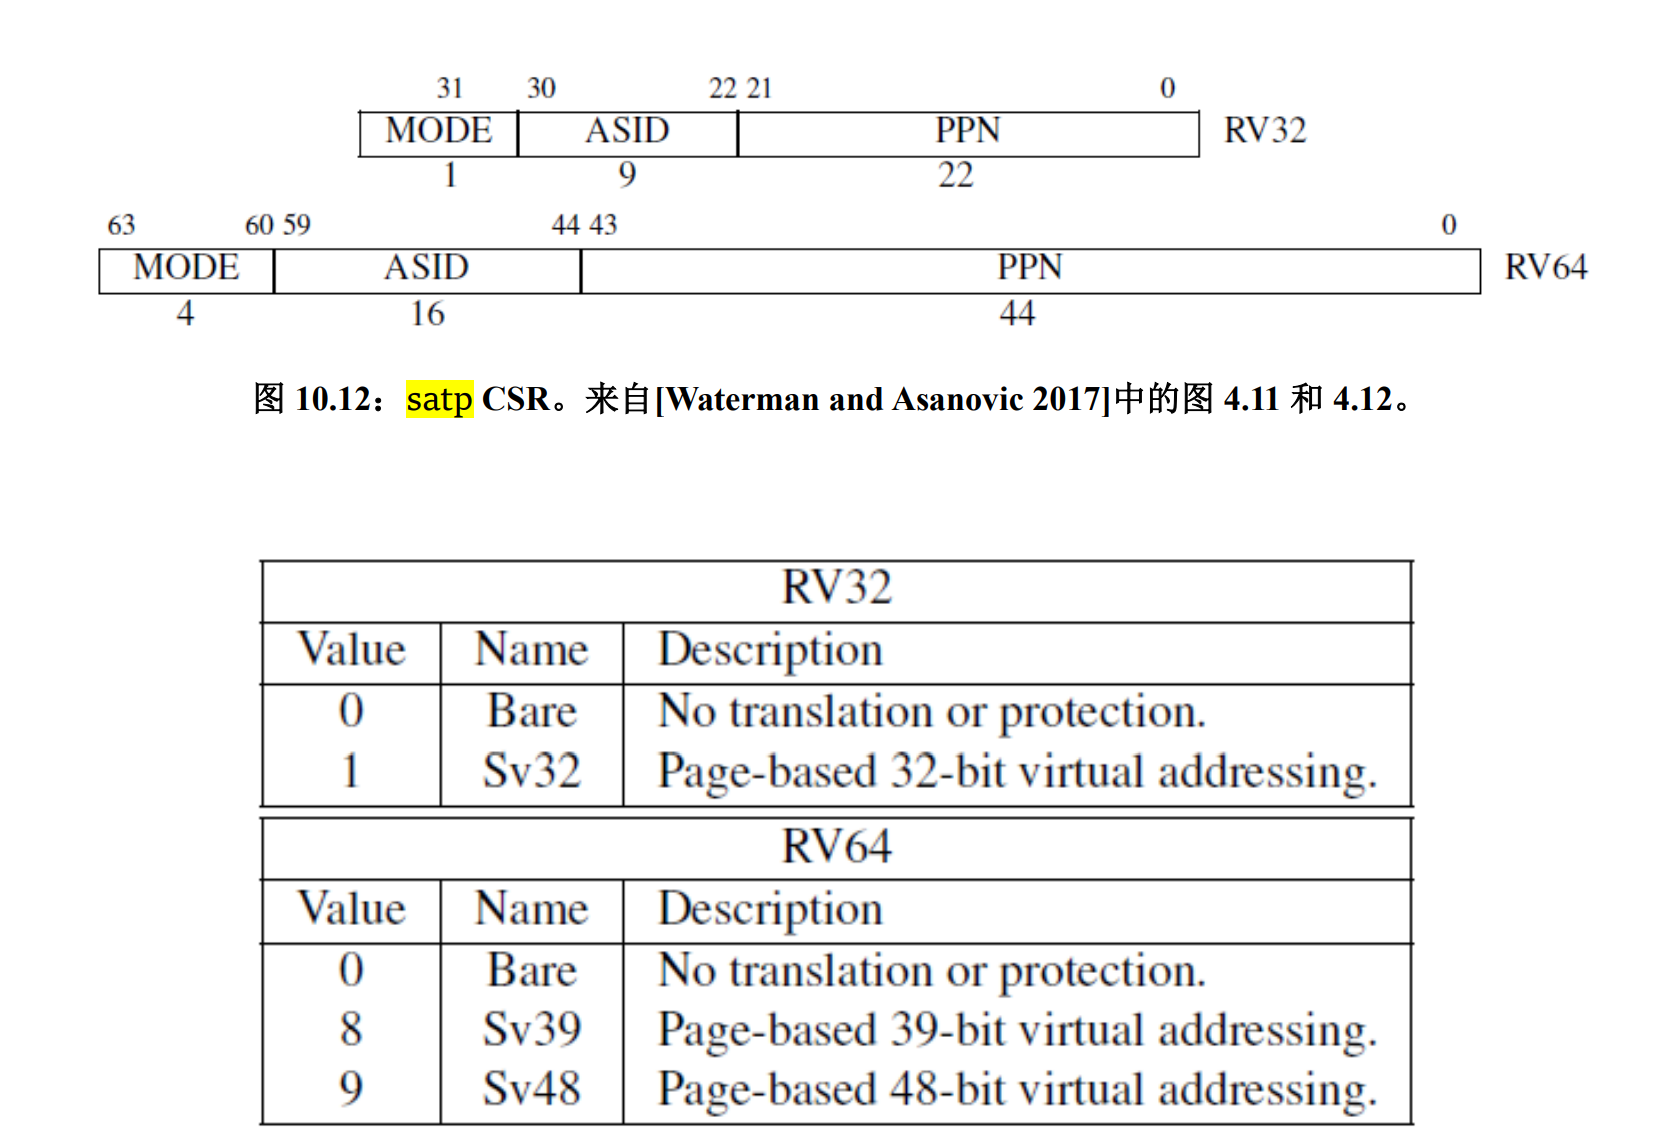 31 30 22 21 0
MODE ASID PPN RV32
1 9 22
63 60 59 44 43 0
MODE ASID PPN RV64
4 16 44
图 10.12：satp CSR。来自[Waterman and Asanovic 2017]中的图 4.11 和 4.12。
RV32
Value Name Description
0 Bare No translation or protection.
1 Sv32 Page-based 32-bit virtual addressing.
RV64
Value Name Description
0 Bare No translation or protection.
8 Sv39 Page-based 39-bit virtual addressing.
9 Sv48 Page-based 48-bit virtual addressing.